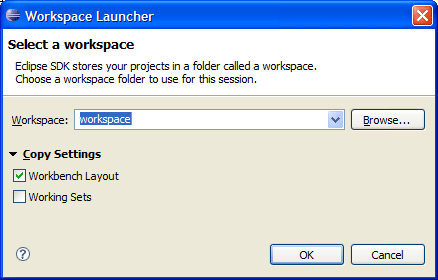 Workspace Launcher
Select a workspace
Eclipse SDK stores your projects in a folder called a workspace.
Choose a workspace folder to use for this session.
Workspace: workspace Browse...
Copy Settings
Workbench Layout
Working Sets
? OK Cancel